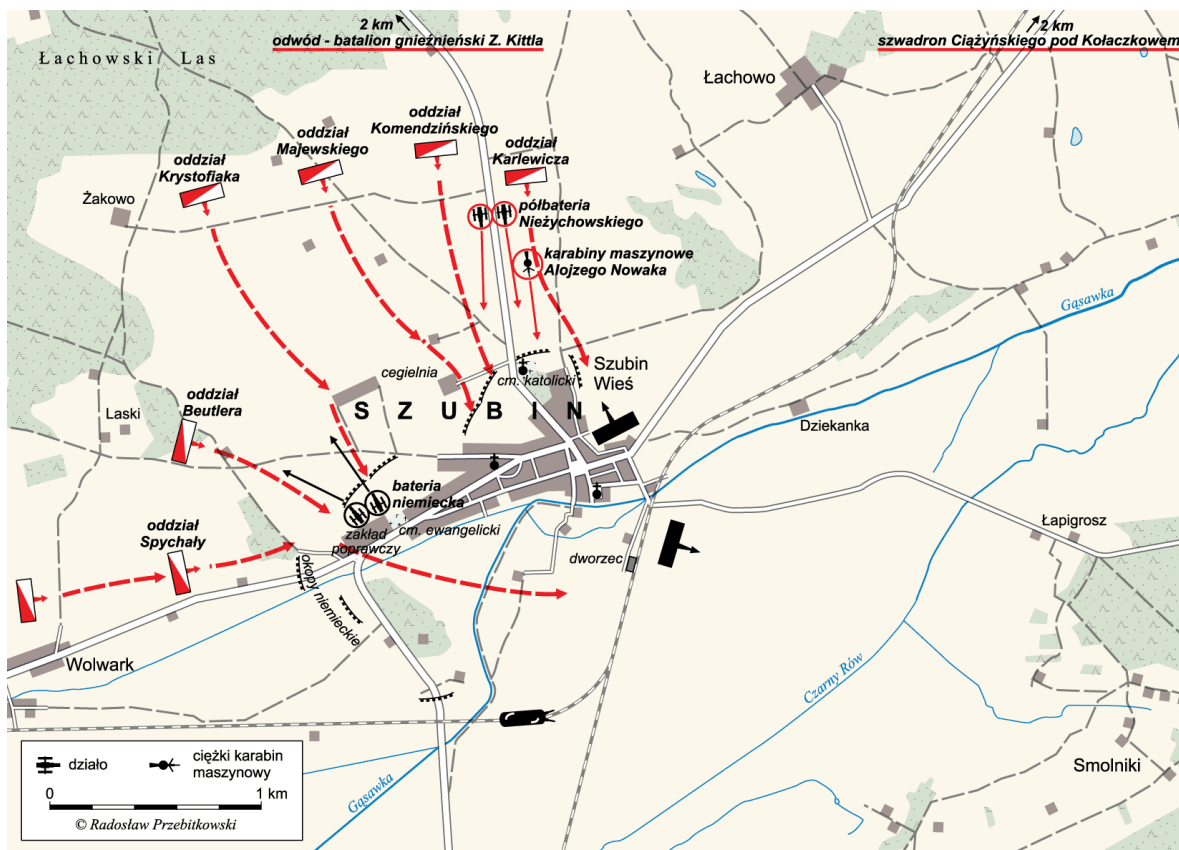 2 km
odwód - batalion gnieźnieński Z. Kittla
2 km
szwadron Ciążyńskiego pod Kołaczkowem
Łachowski Las
Łachowo
oddział
Komendzińskiego
oddział
Majewskiego
oddział
Karlewicza
oddział
Krystofiaka
Żakowo
półbateria
Nieżychowskiego
karabiny maszynowe
Alojzego Nowaka
Gąsawka
cegielnia
cm. katolicki
Szubin
Wieś
SZUBIN
Laski
oddział
Beutlera
Dziekanka
bateria
niemiecka
cm. ewangelicki
zakład
poprawczy
oddział
Spychały
okopy niemieckie
dworzec
Łapigrosz
Wolwark
Czarny Rów
Smolniki
Gąsawka
działo
ciężki karabin
maszynowy
0
1 km
© Radosław Przebitkowski